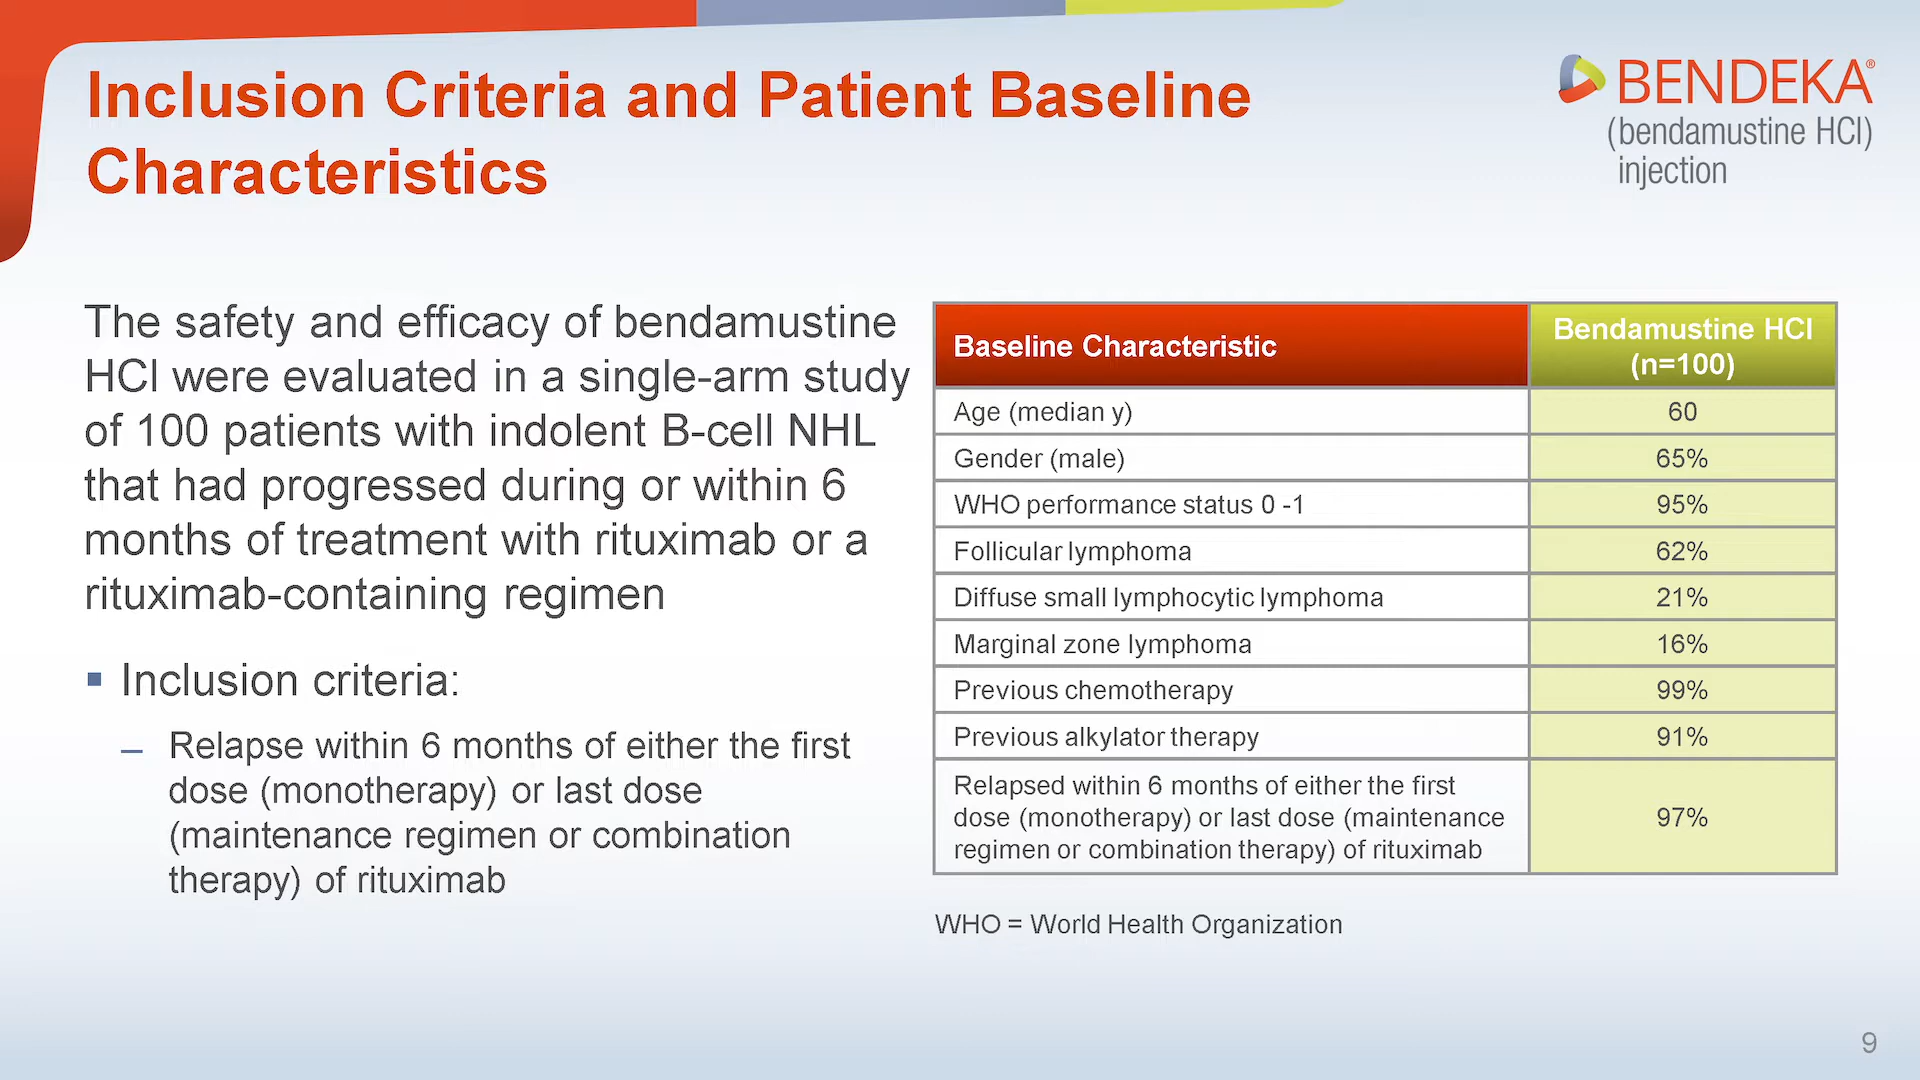 Inclusion Criteria and Patient Baseline
Characteristics
BENDEKA®
(bendamustine HCl)
injection
The safety and efficacy of bendamustine
HCl were evaluated in a single-arm study
of 100 patients with indolent B-cell NHL
that had progressed during or within 6
months of treatment with rituximab or a
rituximab-containing regimen
▪ Inclusion criteria:
– Relapse within 6 months of either the first
dose (monotherapy) or last dose
(maintenance regimen or combination
therapy) of rituximab
Baseline Characteristic
Bendamustine HCl
(n=100)
Age (median y) 60
Gender (male) 65%
WHO performance status 0 -1 95%
Follicular lymphoma 62%
Diffuse small lymphocytic lymphoma 21%
Marginal zone lymphoma 16%
Previous chemotherapy 99%
Previous alkylator therapy 91%
Relapsed within 6 months of either the first
dose (monotherapy) or last dose (maintenance
regimen or combination therapy) of rituximab
97%
WHO = World Health Organization
9